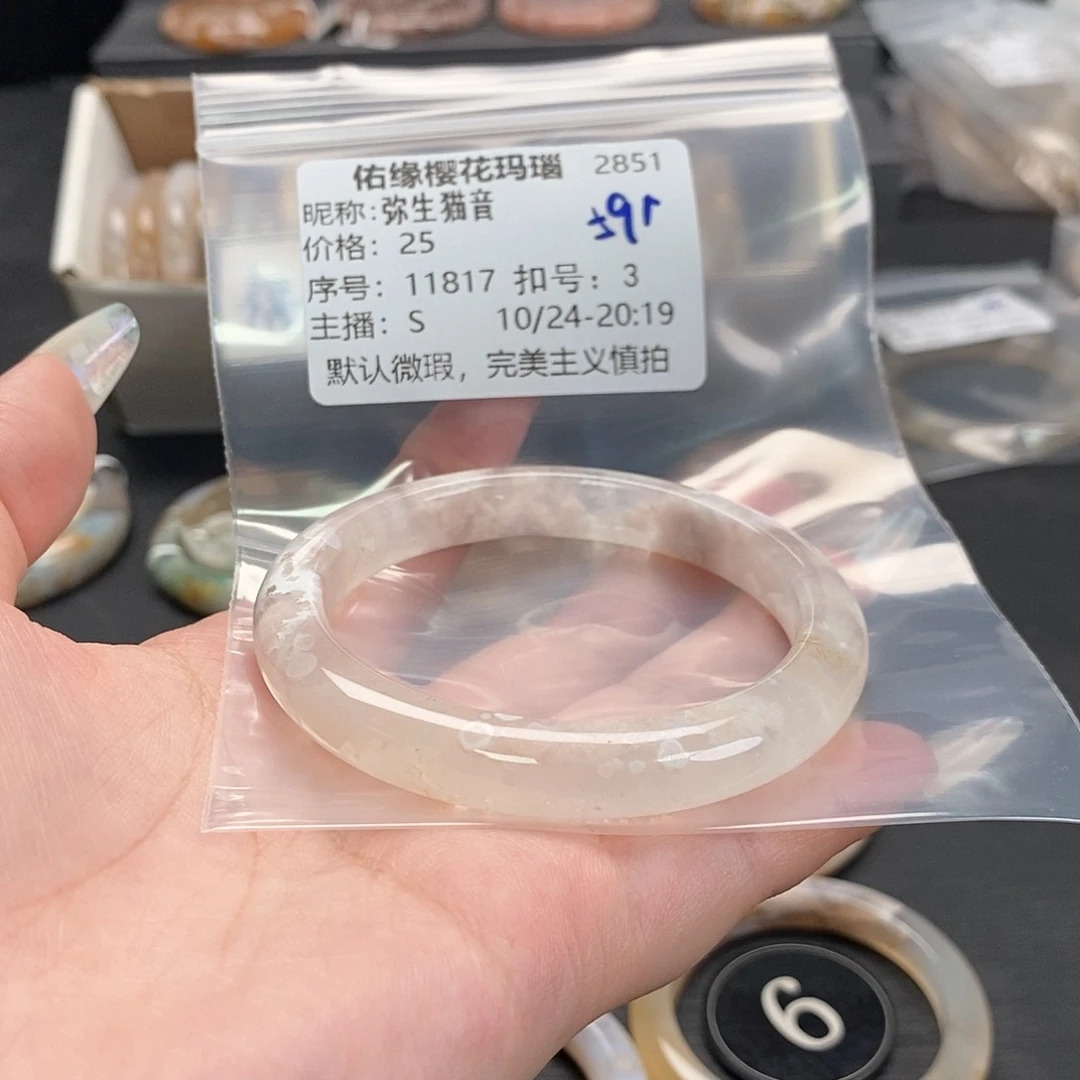 佑缘樱花玛瑙 2851
昵称:弥生猫音
价格: 25
序号: 11817 扣号: 3
主播: S 10/24-20:19
默认微瑕，完美主义慎拍
6